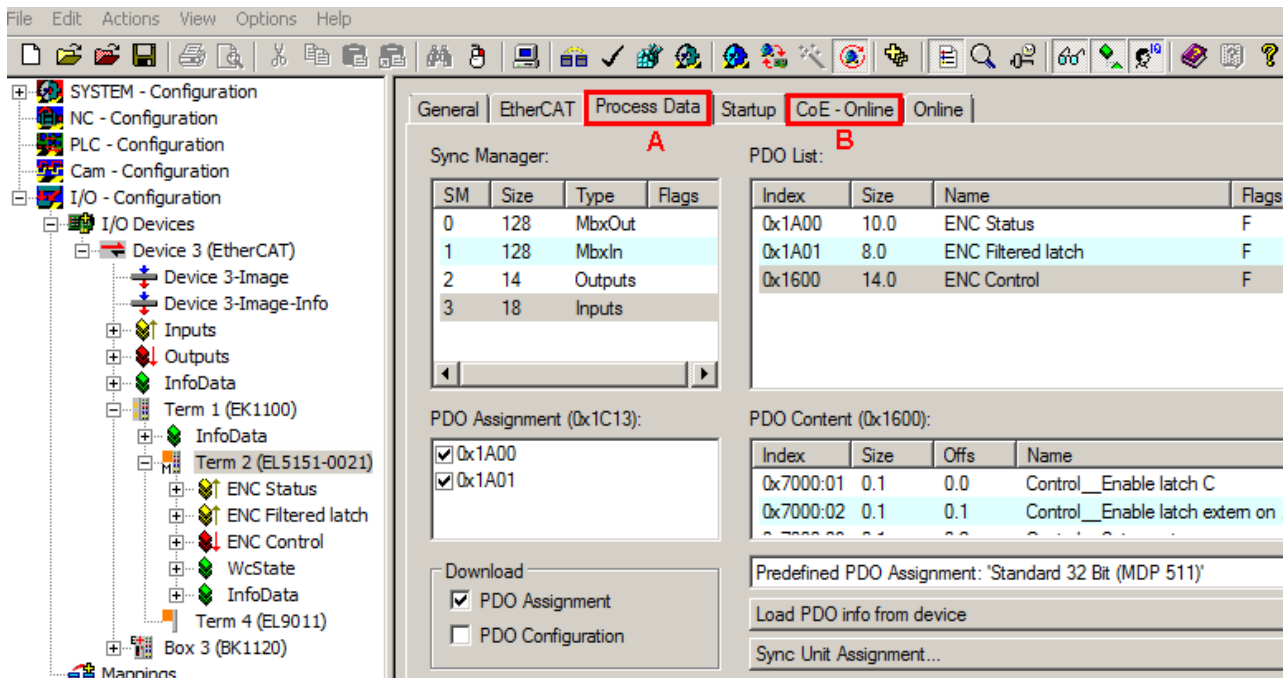 File Edit Actions View Options Help
SYSTEM - Configuration
NC - Configuration
PLC - Configuration
Cam - Configuration
I/O - Configuration
I/O Devices
Device 3 (EtherCAT)
Device 3-Image
Device 3-Image-Info
Inputs
Outputs
InfoData
Term 1 (EK1100)
InfoData
Term 2 (EL5151-0021)
ENC Status
ENC Filtered latch
ENC Control
WcState
InfoData
Term 4 (EL9011)
Box 3 (BK1120)
Mappings
General EtherCAT Process Data Startup CoE - Online Online
A B
Sync Manager:
SM Size Type Flags
0 128 MbxOut
1 128 MbxIn
2 14 Outputs
3 18 Inputs
PDO List:
Index Size Name Flags
0x1A00 10.0 ENC Status F
0x1A01 8.0 ENC Filtered latch F
0x1600 14.0 ENC Control F
PDO Assignment (0x1C13):
0x1A00
0x1A01
PDO Content (0x1600):
Index Size Offs Name
0x7000:01 0.1 0.0 Control__Enable latch C
0x7000:02 0.1 0.1 Control__Enable latch extern on
Download
PDO Assignment
PDO Configuration
Predefined PDO Assignment: 'Standard 32 Bit (MDP 511)'
Load PDO info from device
Sync Unit Assignment...